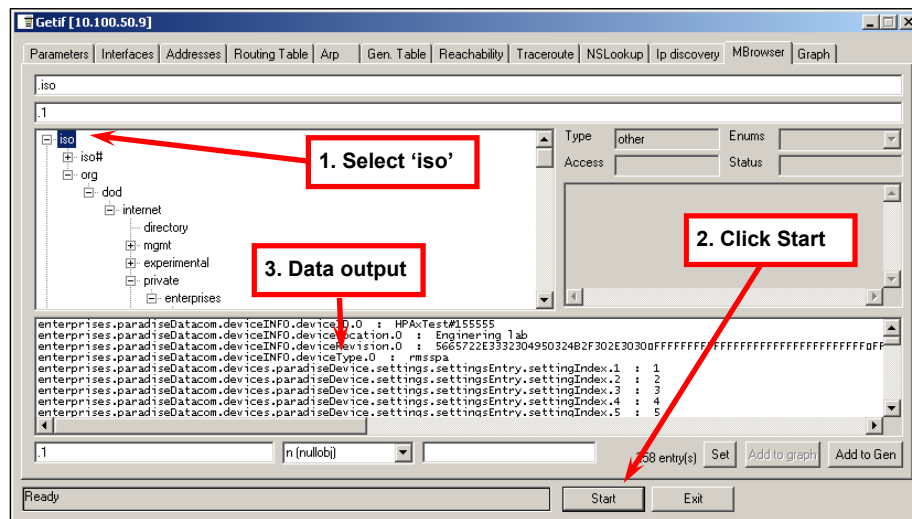 Getif [10.100.50.9]
Parameters Interfaces Addresses Routing Table Arp Gen. Table Reachability Traceroute NSLookup Ip discovery MBrowser Graph
.iso
.1
iso
iso#
org
dod
internet
directory
mgmt
experimental
private
enterprises
1. Select ‘iso’
Type other Enums
Access Status
2. Click Start
3. Data output
enterprises.paradiseDatacom.deviceINFO.0 : HPAxTest#155555
enterprises.paradiseDatacom.deviceINFO.0 : Enginering lab
enterprises.paradiseDatacom.deviceINFO.0 : 5665722E3332304950324B2F302E3030
enterprises.paradiseDatacom.deviceINFO.deviceType.0 : rmsspa
enterprises.paradiseDatacom.devices.paradiseDevice.settings.settingsEntry.settingIndex.1 : 1
enterprises.paradiseDatacom.devices.paradiseDevice.settings.settingsEntry.settingIndex.2 : 2
enterprises.paradiseDatacom.devices.paradiseDevice.settings.settingsEntry.settingIndex.3 : 3
enterprises.paradiseDatacom.devices.paradiseDevice.settings.settingsEntry.settingIndex.4 : 4
enterprises.paradiseDatacom.devices.paradiseDevice.settings.settingsEntry.settingIndex.5 : 5
.1 n (nullobj) entry(s) Set Add to graph Add to Gen
Ready Start Exit